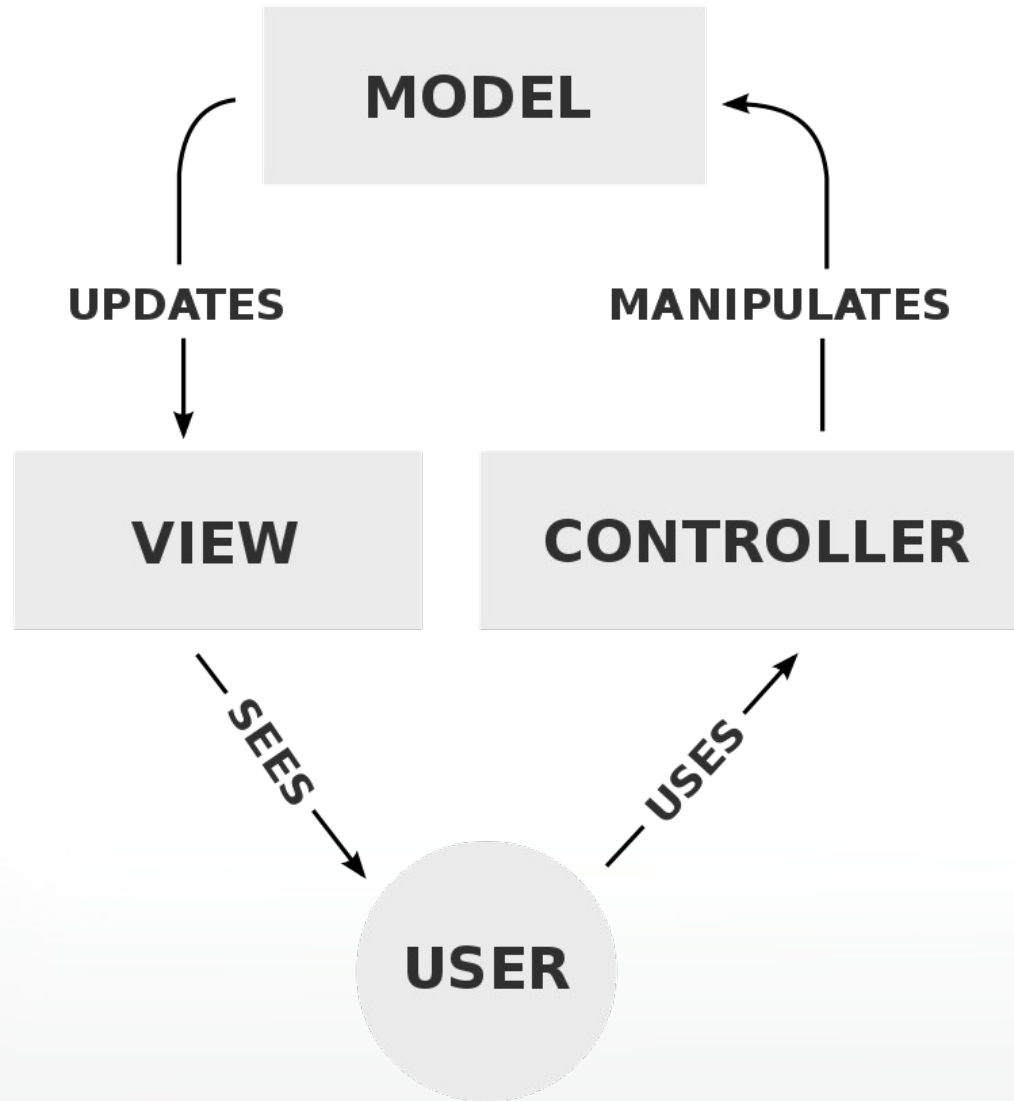 MODEL
UPDATES
MANIPULATES
VIEW
CONTROLLER
SEES
USES
USER